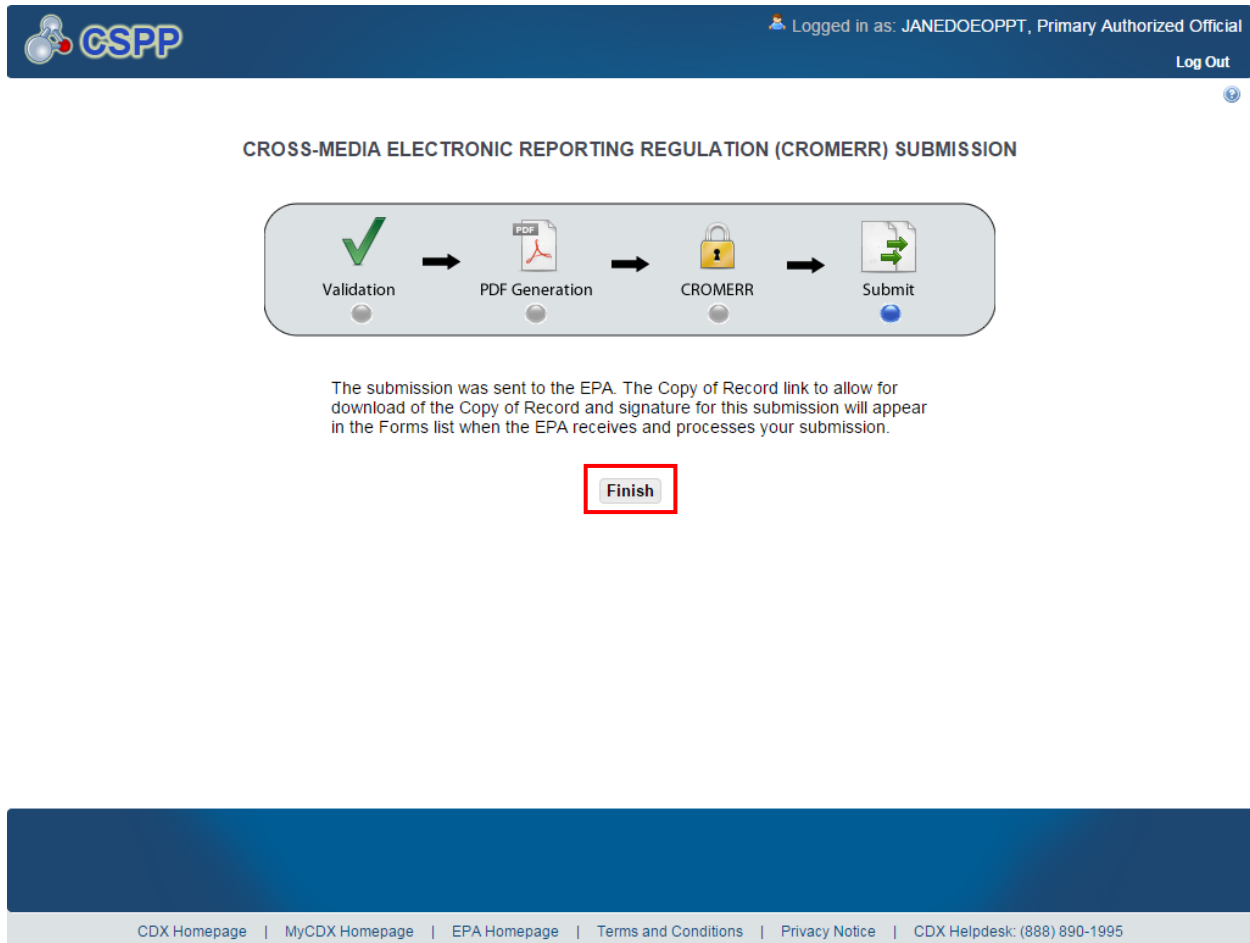 CSPP
Logged in as: JANEDOEOPPT, Primary Authorized Official
Log Out
CROSS-MEDIA ELECTRONIC REPORTING REGULATION (CROMERR) SUBMISSION
PDF
Validation PDF Generation CROMERR Submit
The submission was sent to the EPA. The Copy of Record link to allow for
download of the Copy of Record and signature for this submission will appear
in the Forms list when the EPA receives and processes your submission.
Finish
CDX Homepage | MyCDX Homepage | EPA Homepage | Terms and Conditions | Privacy Notice | CDX Helpdesk: (888) 890-1995